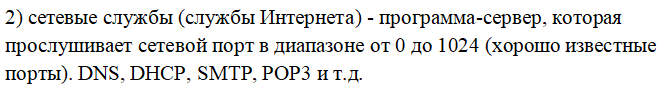 2) сетевые службы (службы Интернета) - программа-сервер, которая
прослушивает сетевой порт в диапазоне от 0 до 1024 (хорошо известные
порты). DNS, DHCP, SMTP, POP3 и т.д.